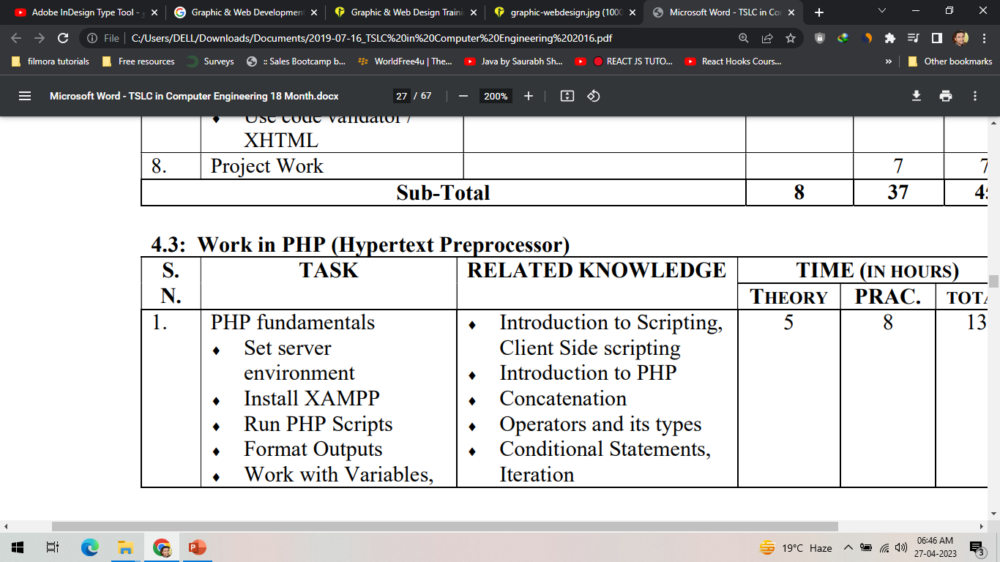 Adobe InDesign Type Tool -
Graphic & Web Development
Graphic & Web Design Traini
graphic-webdesign.jpg (1000
Microsoft Word - TSLC in Co
File C:/Users/DELL/Downloads/Documents/2019-07-16_TSLC%20in%20Computer%20Engineering%202016.pdf
filmora tutorials Free resources Surveys :: Sales Bootcamp b... WorldFree4u | The... Java by Saurabh Sh... REACT JS TUTO... React Hooks Cours... » Other bookmarks
Microsoft Word - TSLC in Computer Engineering 18 Month.docx 27 / 67 200%
Use code validator /
XHTML
8. Project Work 7 7
Sub-Total 8 37 45
4.3: Work in PHP (Hypertext Preprocessor)
S. TASK RELATED KNOWLEDGE TIME (IN HOURS)
N. THEORY PRAC. TOTA
1. PHP fundamentals ♦ Introduction to Scripting, 5 8 13
♦ Set server Client Side scripting
environment ♦ Introduction to PHP
♦ Install XAMPP ♦ Concatenation
♦ Run PHP Scripts ♦ Operators and its types
♦ Format Outputs ♦ Conditional Statements,
♦ Work with Variables, Iteration
19°C Haze 06:46 AM
27-04-2023 3